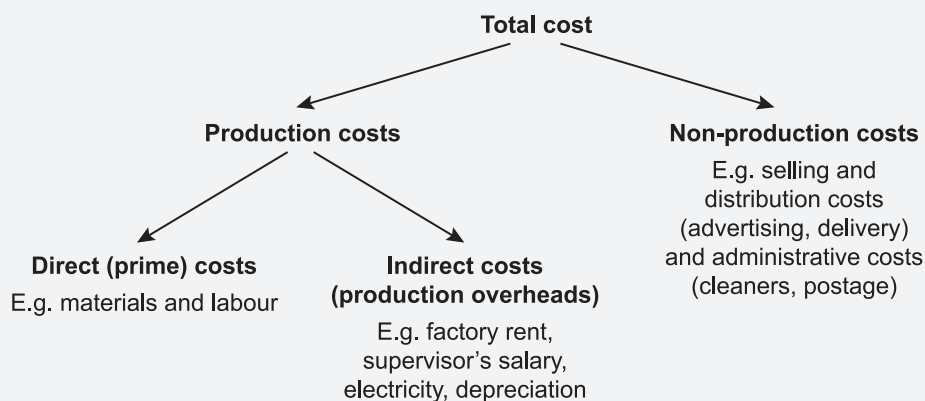 Total cost
Production costs
Non-production costs
E.g. selling and
distribution costs
(advertising, delivery)
and administrative costs
(cleaners, postage)
Direct (prime) costs
E.g. materials and labour
Indirect costs
(production overheads)
E.g. factory rent,
supervisor’s salary,
electricity, depreciation